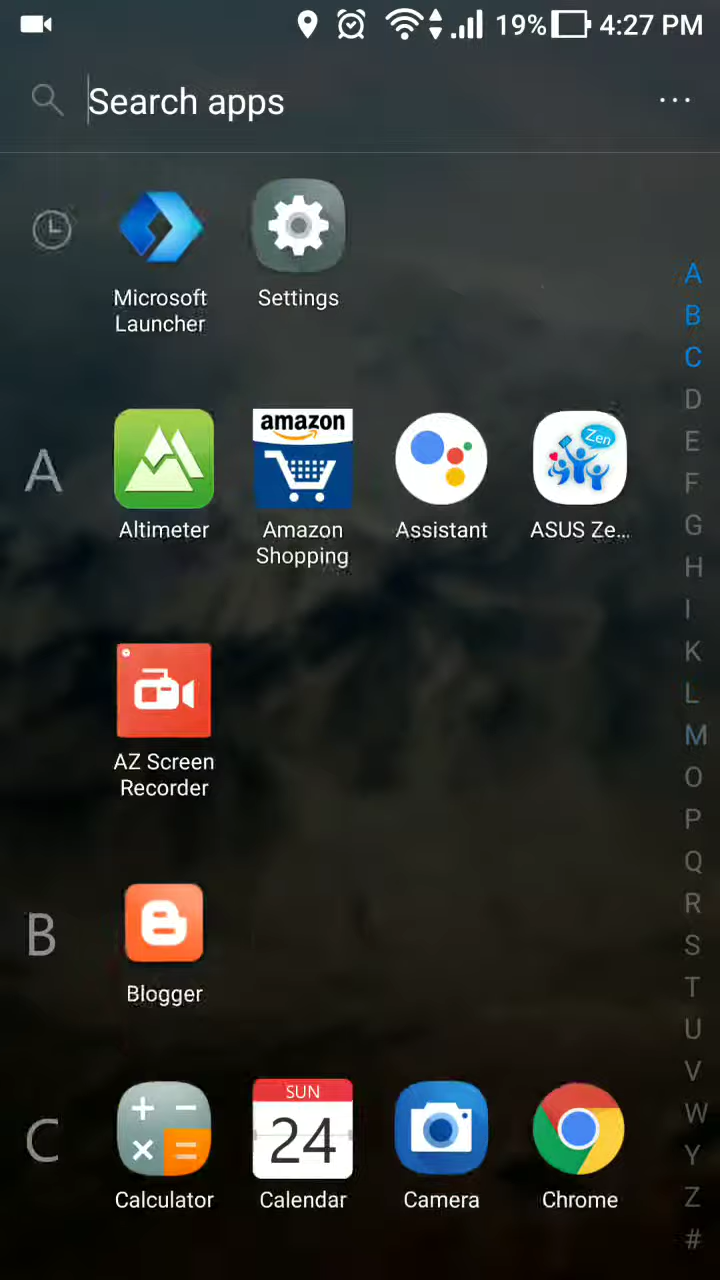 19% 4:27 PM
Search apps
...
Microsoft
Launcher
Settings
A
B
C
D
E
F
G
H
I
K
L
M
O
P
Q
R
S
T
U
V
W
Y
Z
#
A
amazon
Zen
Altimeter
Amazon
Shopping
Assistant
ASUS Ze...
AZ Screen
Recorder
B
Blogger
C
SUN
24
Calculator
Calendar
Camera
Chrome